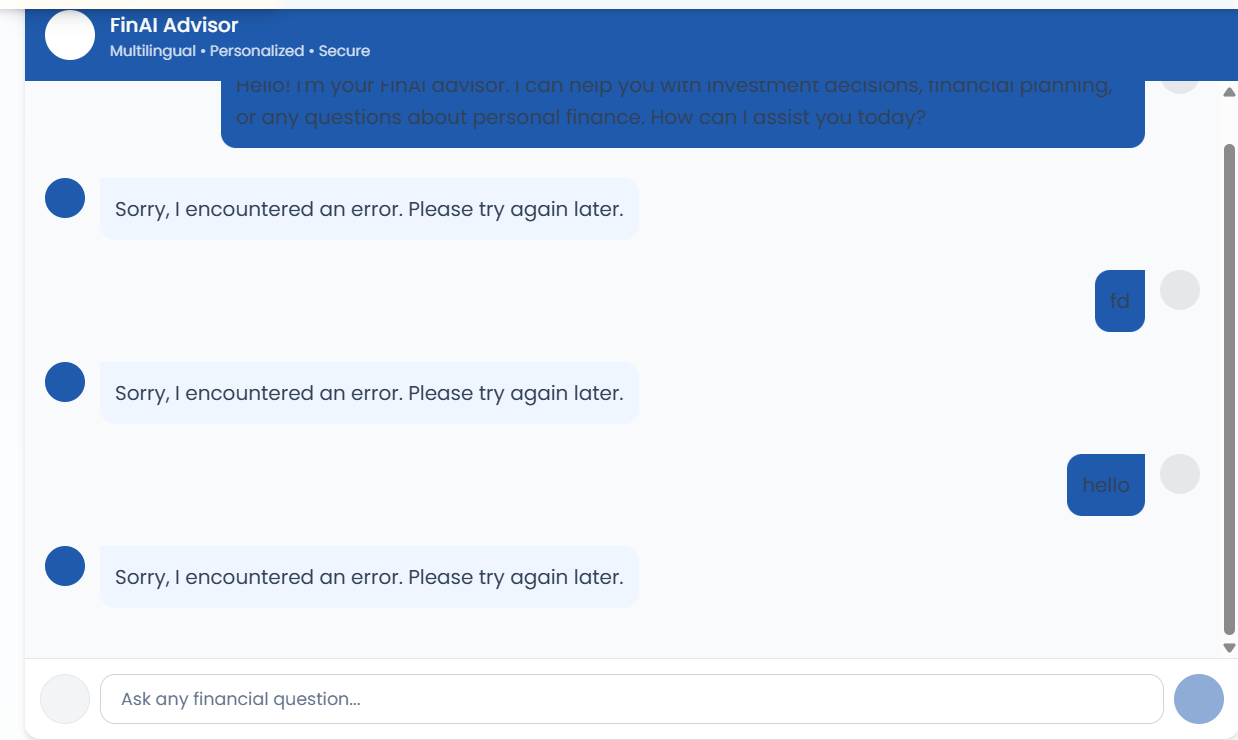 FinAI Advisor
Multilingual • Personalized • Secure
Hello! I'm your FinAI advisor. I can help you with investment decisions, financial planning,
or any questions about personal finance. How can I assist you today?
Sorry, I encountered an error. Please try again later.
fd
Sorry, I encountered an error. Please try again later.
hello
Sorry, I encountered an error. Please try again later.
Ask any financial question...